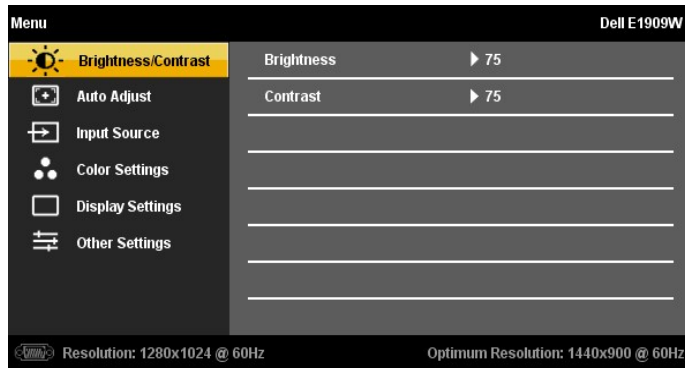 Menu Dell E1909W
Brightness/Contrast Brightness 75
Auto Adjust Contrast 75
Input Source
Color Settings
Display Settings
Other Settings
Resolution: 1280x1024 @ 60Hz Optimum Resolution: 1440x900 @ 60Hz